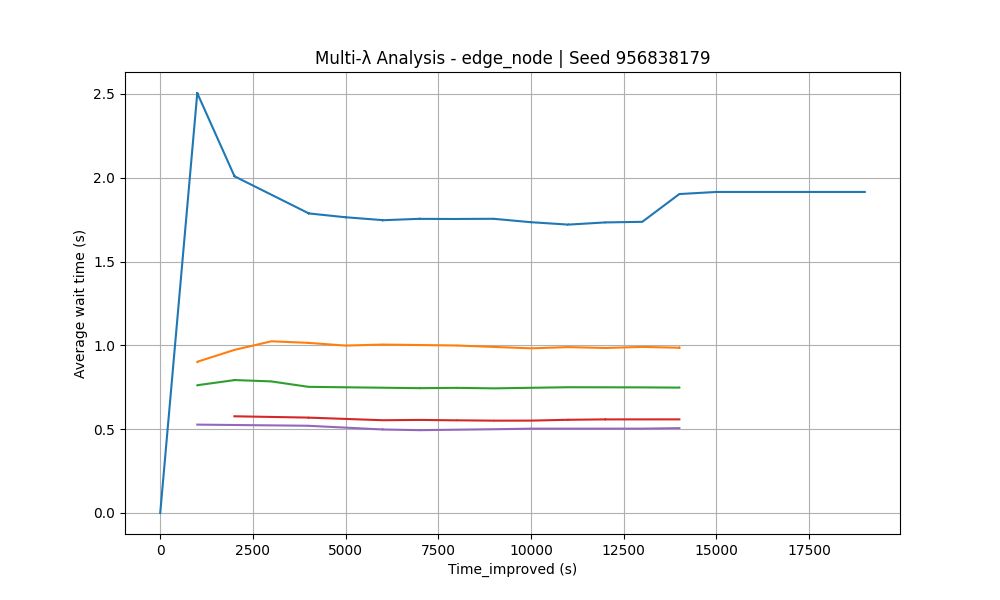 Multi-λ Analysis - edge_node | Seed 956838179
Average wait time (s)
2.5
2.0
1.5
1.0
0.5
0.0
0 2500 5000 7500 10000 12500 15000 17500
Time_improved (s)